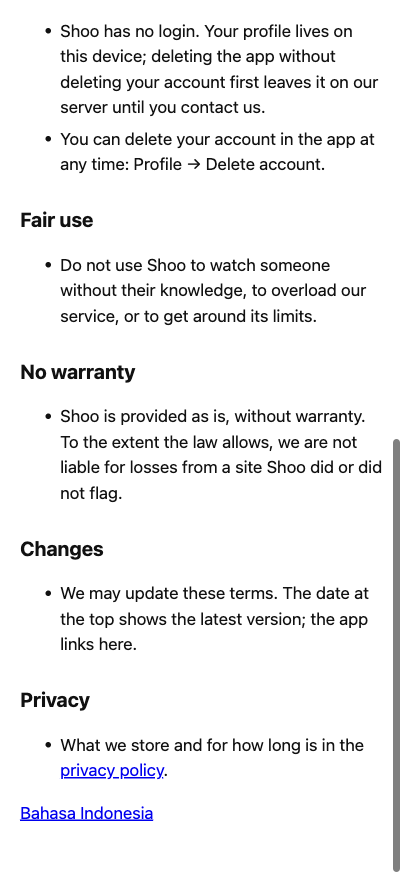 • Shoo has no login. Your profile lives on
this device; deleting the app without
deleting your account first leaves it on our
server until you contact us.
• You can delete your account in the app at
any time: Profile → Delete account.
Fair use
• Do not use Shoo to watch someone
without their knowledge, to overload our
service, or to get around its limits.
No warranty
• Shoo is provided as is, without warranty.
To the extent the law allows, we are not
liable for losses from a site Shoo did or did
not flag.
Changes
• We may update these terms. The date at
the top shows the latest version; the app
links here.
Privacy
• What we store and for how long is in the
privacy policy.
Bahasa Indonesia